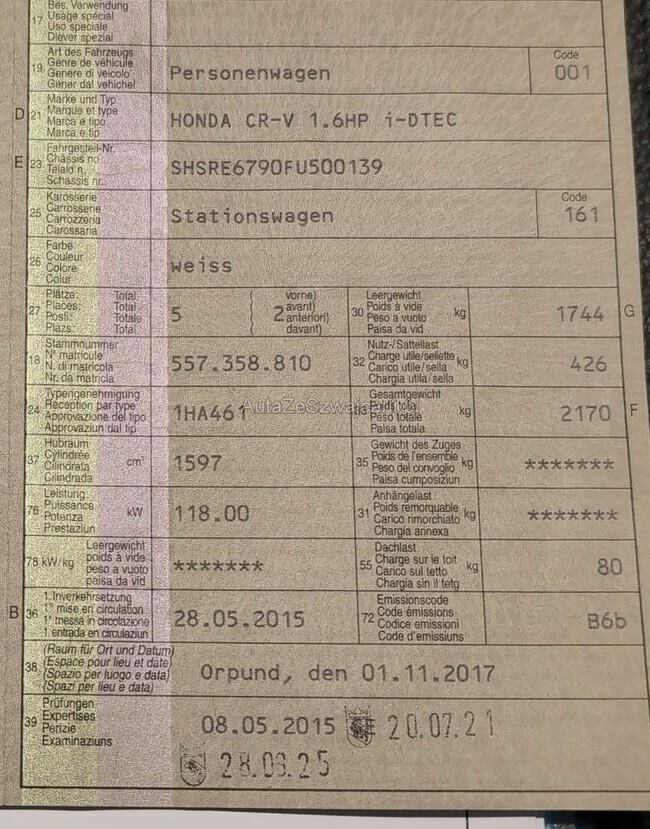 Bes. Verwendung
17 Usage spécial
Uso speciale
Diever spezial
19 Art des Fahrzeugs
Genre de véhicule
Genere di veicolo
Gener dal vehichel
Personenwagen
Code
001
D 21 Marke und Typ
Marque et type
Marca e tipo
Marca e tip
HONDA CR-V 1.6HP i-DTEC
E 23 Fahrgestell-Nr.
Châssis no
Telaio n.
Schassis nr.
SHSRE6790FU500139
25 Karosserie
Carrosserie
Carrozzeria
Carossaria
Stationswagen
Code
161
26 Farbe
Couleur
Colore
Colur
weiss
27 Plätze: Total
Places: Total
Posti: Totale
Plazs: Total
5
( vorne)
( 2 avant)
( anteriori)
( davant)
30 Leergewicht
Poids à vide kg
Peso a vuoto
Paisa da vid
1744 G
18 Stammnummer
N° matricule
N. di matricola
Nr. da matricla
557.358.810
32 Nutz-/Sattellast
Charge utile/sellette kg
Carico utile/sella
Chargia utila/sella
426
24 Typengenehmigung
Réception par type
Approvazione del tipo
Approvaziun dal tip
1HA461
AutaZeSzwajcarii
Gesamtgewicht
Poids total kg
Peso totale
Paisa totala
2170 F
37 Hubraum
Cylindrée cm³
Cilindrata
Cilindrada
1597
35 Gewicht des Zuges
Poids de l'ensemble kg
Peso del convoglio
Paisa cumposiziun
*******
76 Leistung
Puissance kW
Potenza
Prestaziun
118.00
31 Anhängelast
Poids remorquable kg
Carico rimorchiato
Chargia annexa
*******
78 kW/kg Leergewicht
poids à vide
peso a vuoto
paisa da vid
*******
55 Dachlast
Charge sur le toit kg
Carico sul tetto
Chargia sin il tetg
80
B 36 1. Inverkehrsetzung
1re mise en circulation
1a messa in circolazione
1. entrada en circulaziun
28.05.2015
72 Emissionscode
Code émissions
Codice emissioni
Code d'emissiuns
B6b
38 (Raum für Ort und Datum)
(Espace pour lieu et date)
(Spazio per luogo e data)
(Spazi per lieu e data)
Orpund, den 01.11.2017
39 Prüfungen
Expertises
Perizie
Examinaziuns
08.05.2015 20.07.21
28.03.25